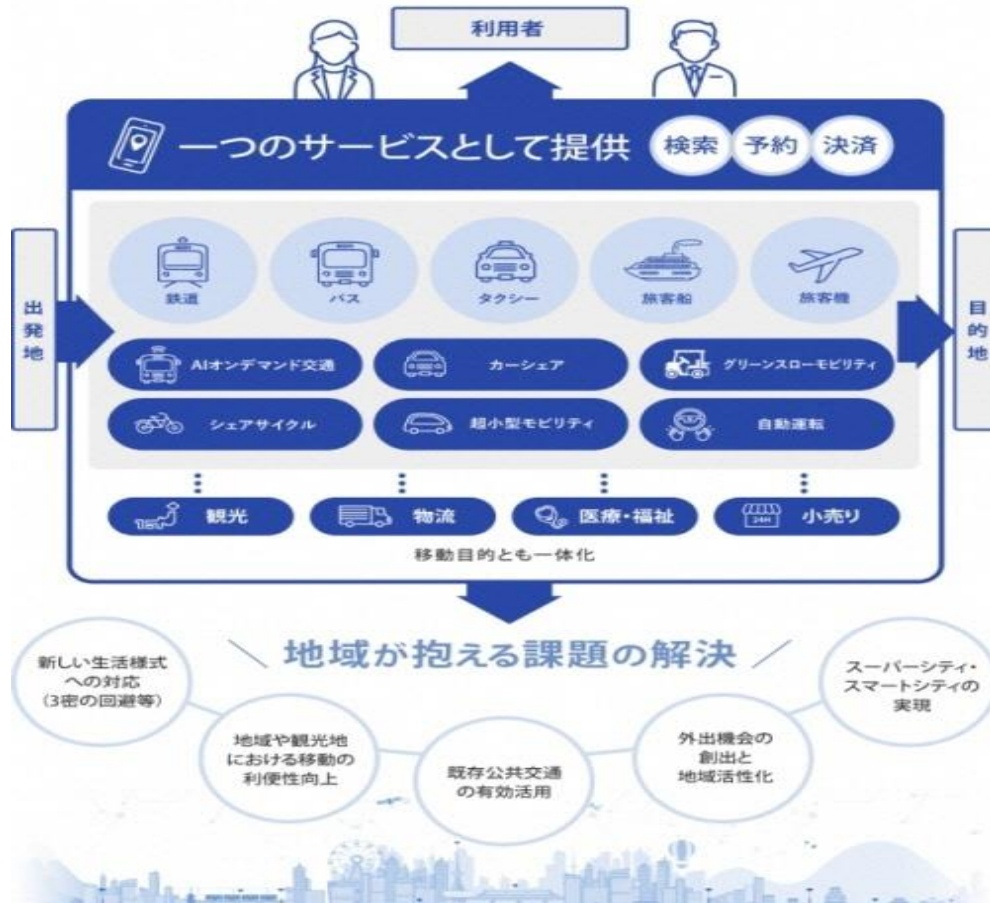 利用者
一つのサービスとして提供
検索
予約
決済
出発地
目的地
鉄道
バス
タクシー
旅客船
旅客機
AIオンデマンド交通
カーシェア
グリーンスローモビリティ
シェアサイクル
超小型モビリティ
自動運転
観光
物流
医療・福祉
24H
小売り
移動目的とも一体化
地域が抱える課題の解決
新しい生活様式
への対応
(3密の回避等)
地域や観光地
における移動の
利便性向上
既存公共交通
の有効活用
外出機会の
創出と
地域活性化
スーパーシティ・
スマートシティの
実現